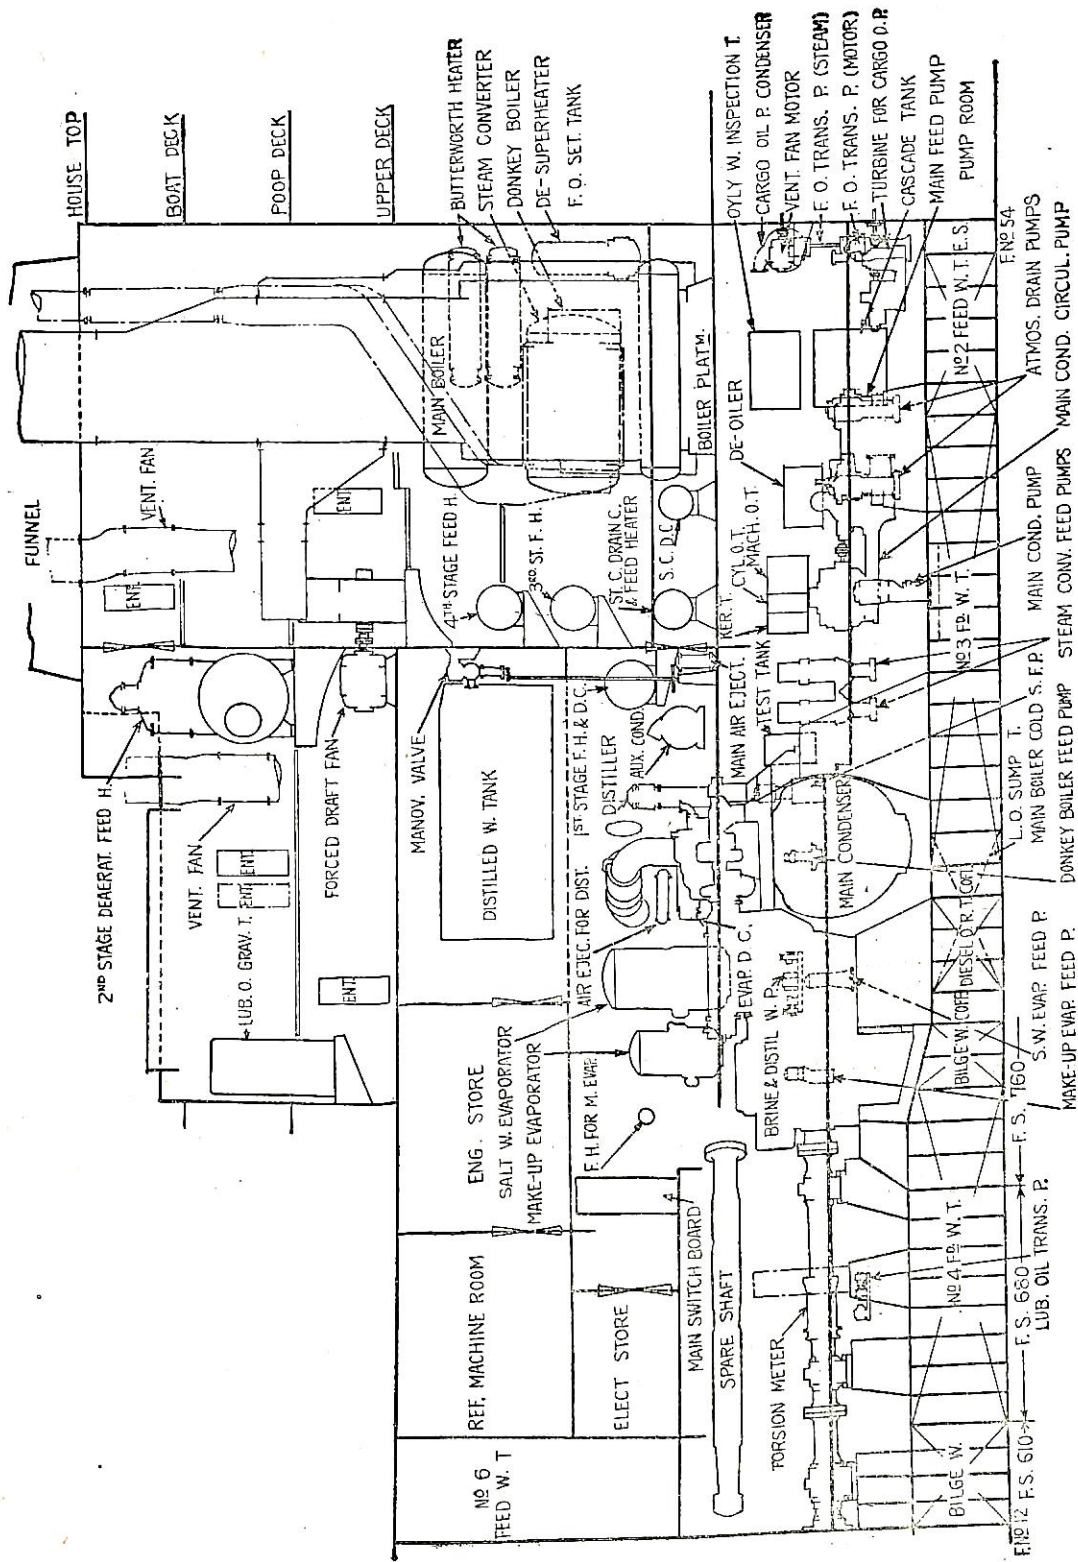 HOUSE TOP
BOAT DECK
POOP DECK
UPPER DECK
FUNNEL
VENT. FAN
ENT.
2ND STAGE DEAERAT. FEED H.
VENT. FAN
ENT.
ENT.
ENT.
LUB. O. GRAV. T.
FORCED DRAFT FAN
ENT.
MAIN BOILER
BUTTERWORTH HEATER
STEAM CONVERTER
DONKEY BOILER
DE-SUPERHEATER
F. O. SET. TANK
MANOV. VALVE
4TH STAGE FEED H.
3RD. ST. F. H.
ST. C. DRAIN C.
& FEED HEATER
S.C. D.C
BOILER PLATM.
DISTILLED W. TANK
ENG. STORE
SALT W. EVAPORATOR
MAKE-UP EVAPORATOR
REF. MACHINE ROOM
Nº 6
FEED W. T
ELECT STORE
F. H. FOR M. EVAP.
AIR EJEC. FOR DIST.
1ST. STAGE F. H. & D.C.
DISTILLER
AUX. COND.
MAIN SWITCH BOARD
SPARE SHAFT
EVAP. D. C.
MAIN AIR EJECT.
TEST TANK
KER. T.
CYL. O. T.
MACH. O. T.
DE-OILER
OYLY W. INSPECTION T.
CARGO OIL P. CONDENSER
VENT. FAN MOTOR
F. O. TRANS. P. (STEAM)
F. O. TRANS. P. (MOTOR)
TURBINE FOR CARGO O.P.
CASCADE TANK
MAIN FEED PUMP
PUMP ROOM
TORSION METER
BRINE & DISTIL W. P.
MAIN CONDENSER
BILGE W.
Nº 4 FD W. T.
BILGE W.
COFF
DIESEL O. R. T.
COFF
Nº 3 FD W. T.
Nº 2 FEED W. T.
E. S.
F. Nº 12
F.S. 610
F.S. 680
F. S. 760
F. Nº 54
LUB. OIL TRANS. P.
S.W. EVAP. FEED P.
MAKE-UP EVAP. FEED P.
L.O. SUMP T.
MAIN BOILER COLD S. F.P.
DONKEY BOILER FEED PUMP
MAIN COND. PUMP
STEAM CONV. FEED PUMPS
ATMOS. DRAIN PUMPS
MAIN COND. CIRCUL. PUMP